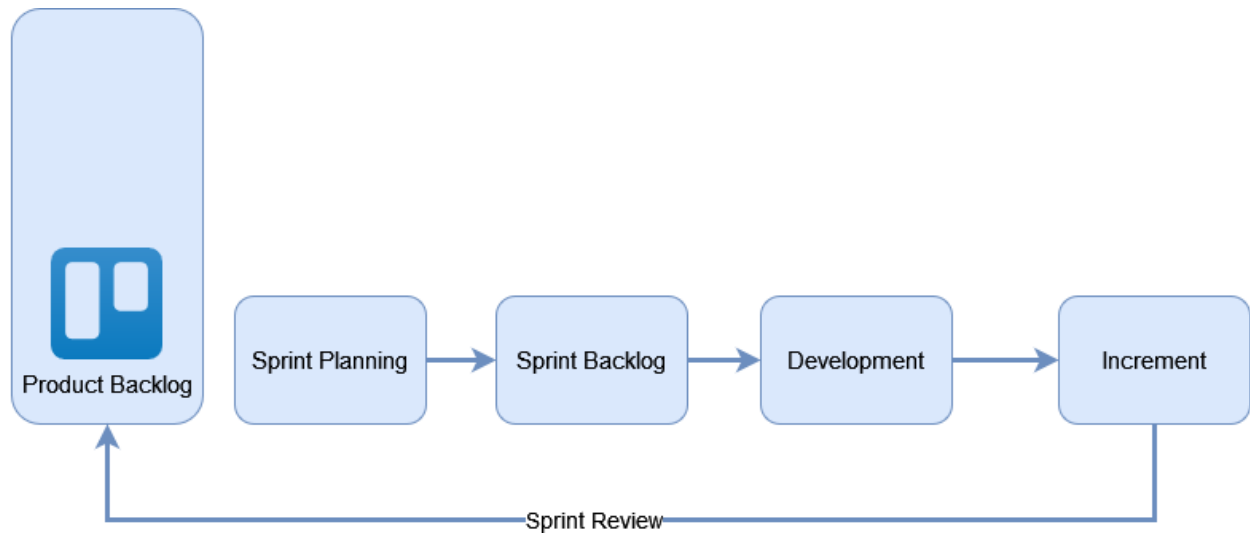 Product Backlog
Sprint Planning
Sprint Backlog
Development
Increment
Sprint Review